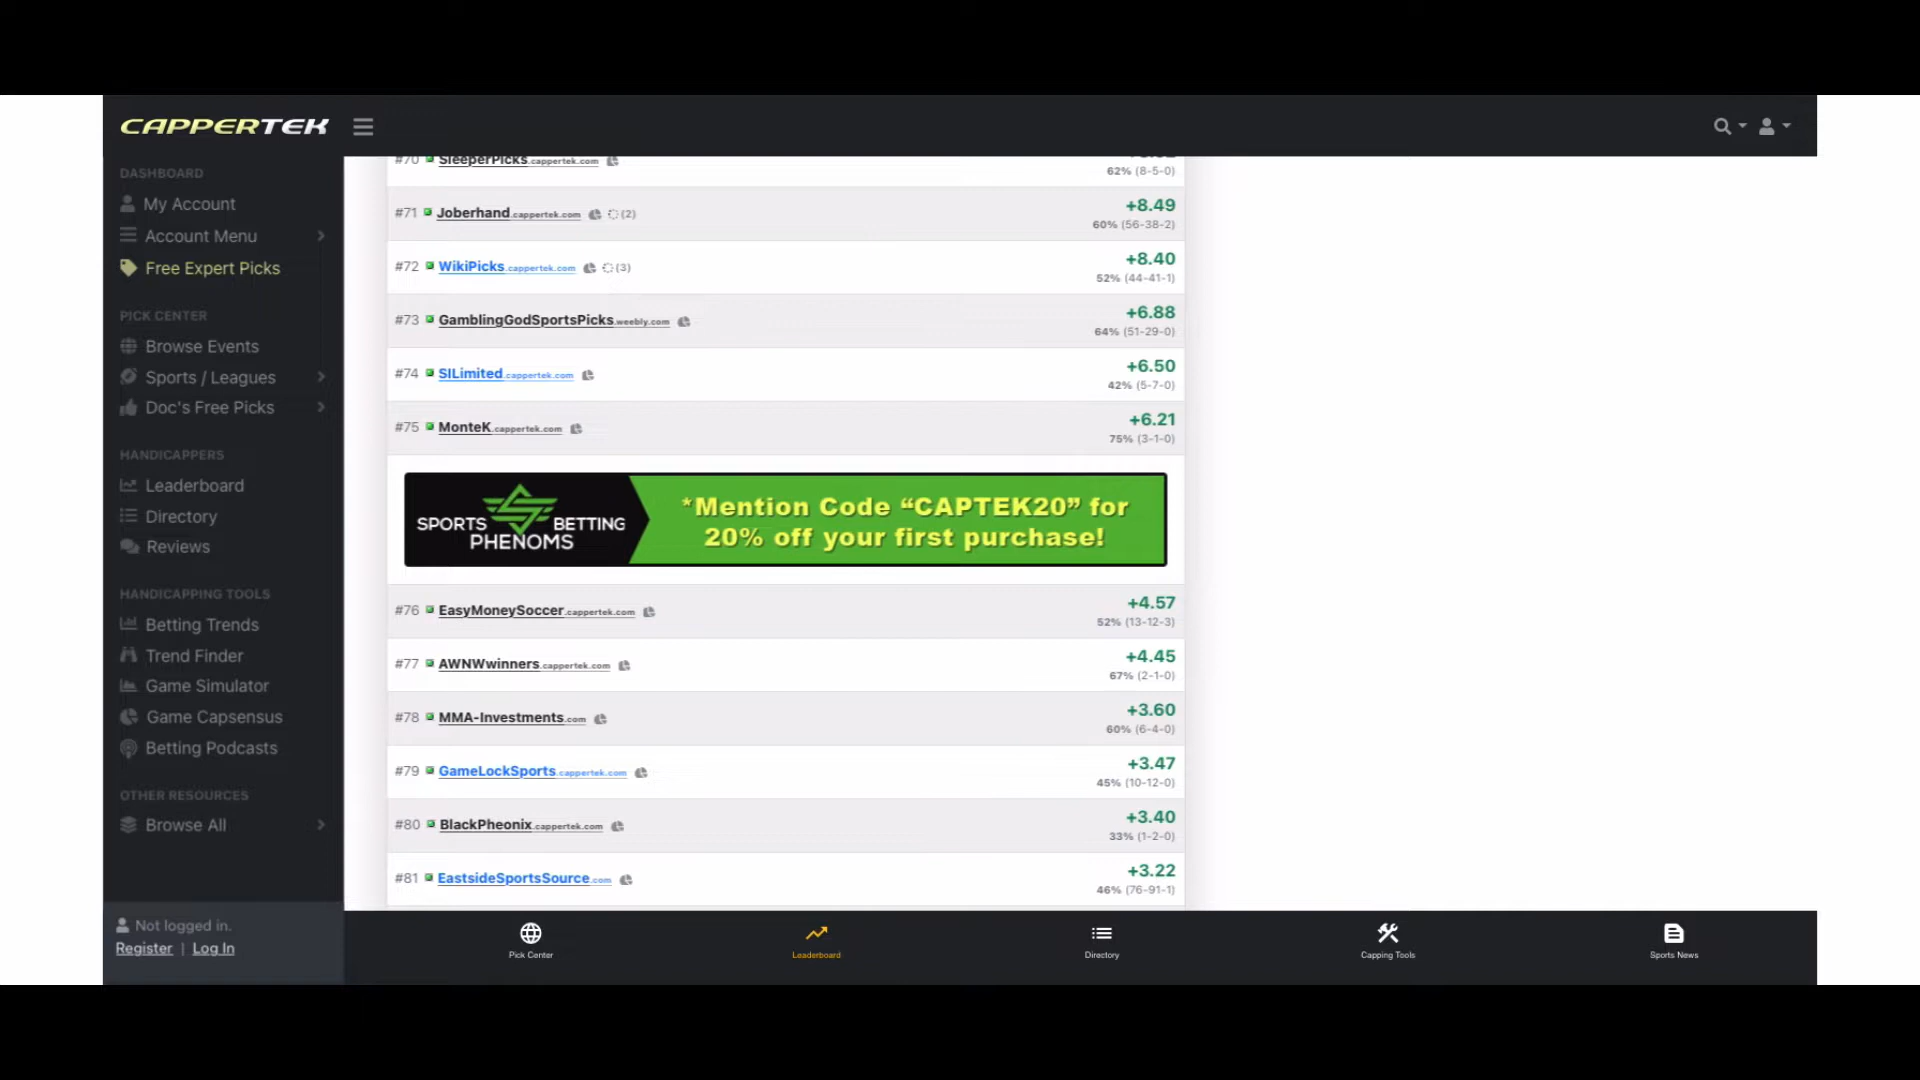 CAPPERTEK
DASHBOARD
My Account
Account Menu
Free Expert Picks
PICK CENTER
Browse Events
Sports / Leagues
Doc's Free Picks
HANDICAPPERS
Leaderboard
Directory
Reviews
HANDICAPPING TOOLS
Betting Trends
Trend Finder
Game Simulator
Game Capsensus
Betting Podcasts
OTHER RESOURCES
Browse All
Not logged in.
Register | Log In
#70 SleeperPicks.cappertek.com
62% (8-5-0)
#71 Joberhand.cappertek.com (2) +8.49
60% (56-38-2)
#72 WikiPicks.cappertek.com (3) +8.40
52% (44-41-1)
#73 GamblingGodSportsPicks.weebly.com +6.88
64% (51-29-0)
#74 SILimited.cappertek.com +6.50
42% (5-7-0)
#75 MonteK.cappertek.com +6.21
75% (3-1-0)
SPORTS BETTING
PHENOMS
*Mention Code “CAPTEK20” for
20% off your first purchase!
#76 EasyMoneySoccer.cappertek.com +4.57
52% (13-12-3)
#77 AWNWwinners.cappertek.com +4.45
67% (2-1-0)
#78 MMA-Investments.com +3.60
60% (6-4-0)
#79 GameLockSports.cappertek.com +3.47
45% (10-12-0)
#80 BlackPheonix.cappertek.com +3.40
33% (1-2-0)
#81 EastsideSportsSource.com +3.22
46% (76-91-1)
Pick Center
Leaderboard
Directory
Capping Tools
Sports News